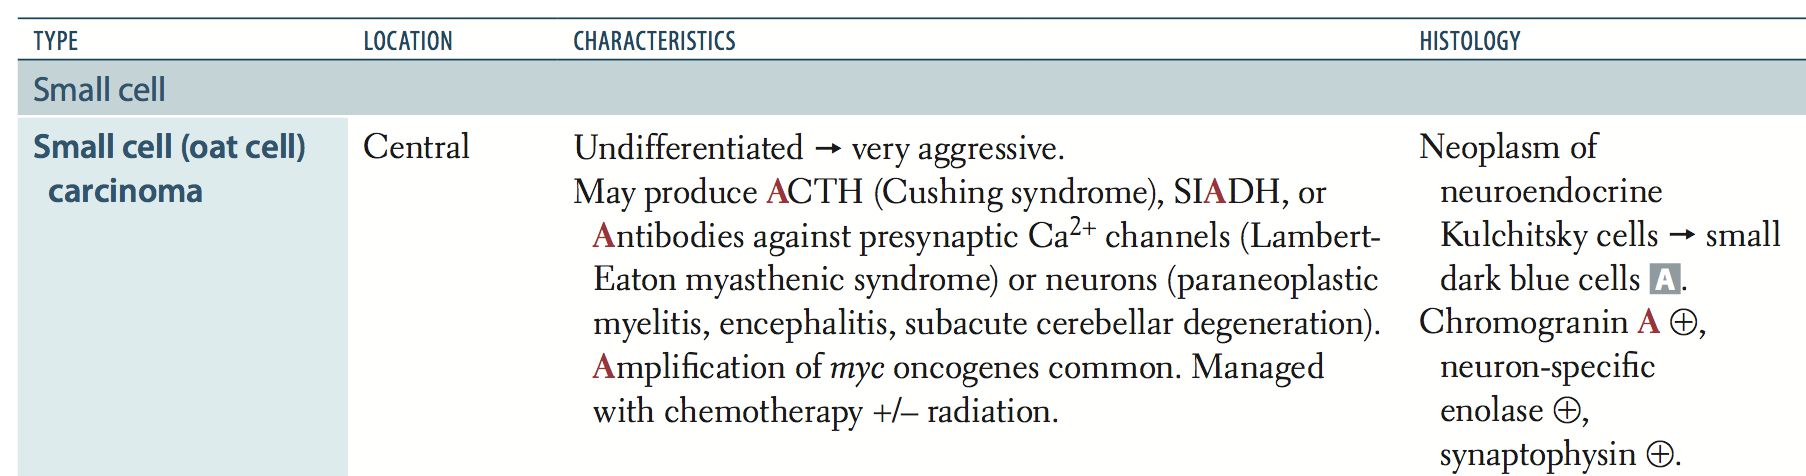 TYPE LOCATION CHARACTERISTICS HISTOLOGY
Small cell
Small cell (oat cell)
carcinoma
Central
Undifferentiated → very aggressive.
May produce ACTH (Cushing syndrome), SIADH, or
Antibodies against presynaptic Ca²⁺ channels (Lambert-
Eaton myasthenic syndrome) or neurons (paraneoplastic
myelitis, encephalitis, subacute cerebellar degeneration).
Amplification of myc oncogenes common. Managed
with chemotherapy +/– radiation.
Neoplasm of
neuroendocrine
Kulchitsky cells → small
dark blue cells A.
Chromogranin A ⊕,
neuron-specific
enolase ⊕,
synaptophysin ⊕.